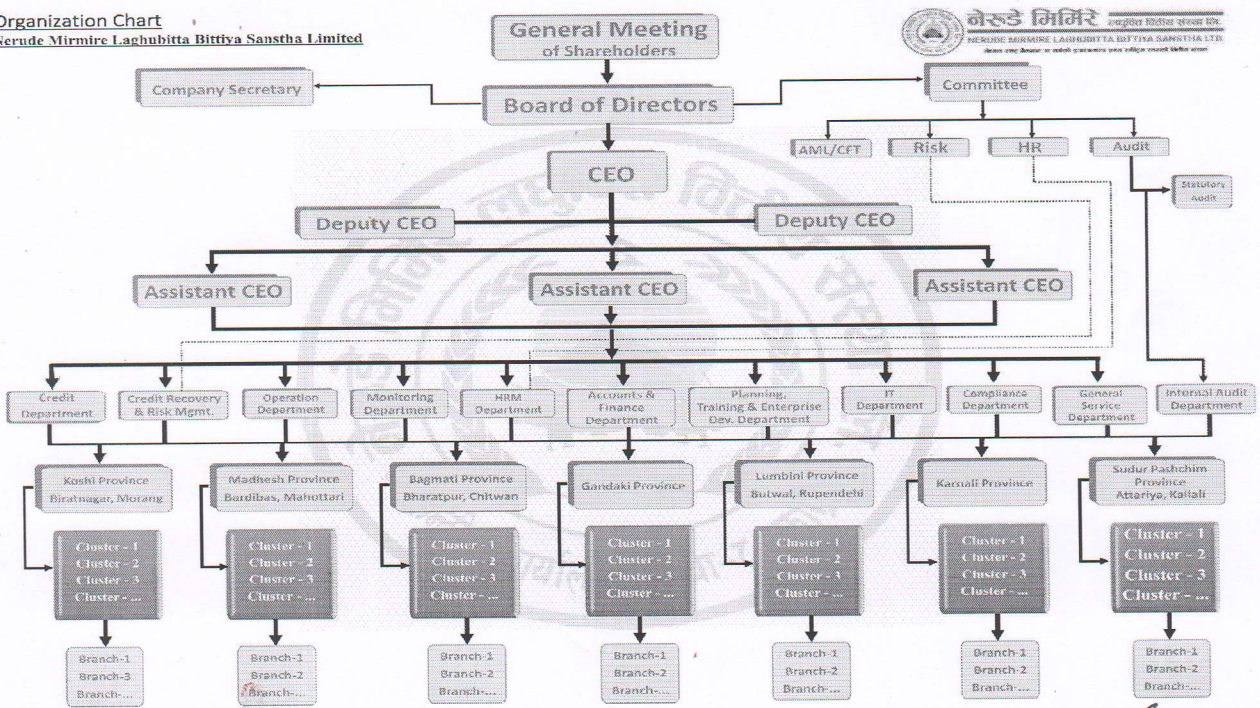 Organization Chart
Nerude Mirmire Laghubitta Bittiya Sanstha Limited
नेरुडे मिर्मिरे लघुवित्त वित्तीय संस्था लि.
NERUDE MIRMIRE LAGHUBITTA BITTIYA SANSTHA LTD.
General Meeting
of Shareholders
Company Secretary
Board of Directors
Committee
AML/CFT
Risk
HR
Audit
Statutory
Audit
CEO
Deputy CEO
Deputy CEO
Assistant CEO
Assistant CEO
Assistant CEO
Credit
Department
Credit Recovery
& Risk Mgmt.
Operation
Department
Monitoring
Department
HRM
Department
Accounts &
Finance
Department
Planning,
Training & Enterprise
Dev. Department
IT
Department
Compliance
Department
General
Service
Department
Internal Audit
Department
Koshi Province
Biratnagar, Morang
Madhesh Province
Bardibas, Mahottari
Bagmati Province
Bharatpur, Chitwan
Gandaki Province
Lumbini Province
Butwal, Rupendehi
Karnali Province
Sudur Pashchim
Province
Attariya, Kailali
Cluster - 1
Cluster - 2
Cluster - 3
Cluster - ...
Cluster - 1
Cluster - 2
Cluster - 3
Cluster - ...
Cluster - 1
Cluster - 2
Cluster - 3
Cluster - ...
Cluster - 1
Cluster - 2
Cluster - 3
Cluster - ...
Cluster - 1
Cluster - 2
Cluster - 3
Cluster - ...
Cluster - 1
Cluster - 2
Cluster - 3
Cluster - ...
Cluster - 1
Cluster - 2
Cluster - 3
Cluster - ...
Branch-1
Branch-3
Branch-...
Branch-1
Branch-2
Branch-...
Branch-1
Branch-2
Branch-...
Branch-1
Branch-2
Branch-...
Branch-1
Branch-2
Branch-...
Branch-1
Branch-2
Branch-...
Branch-1
Branch-2
Branch-...